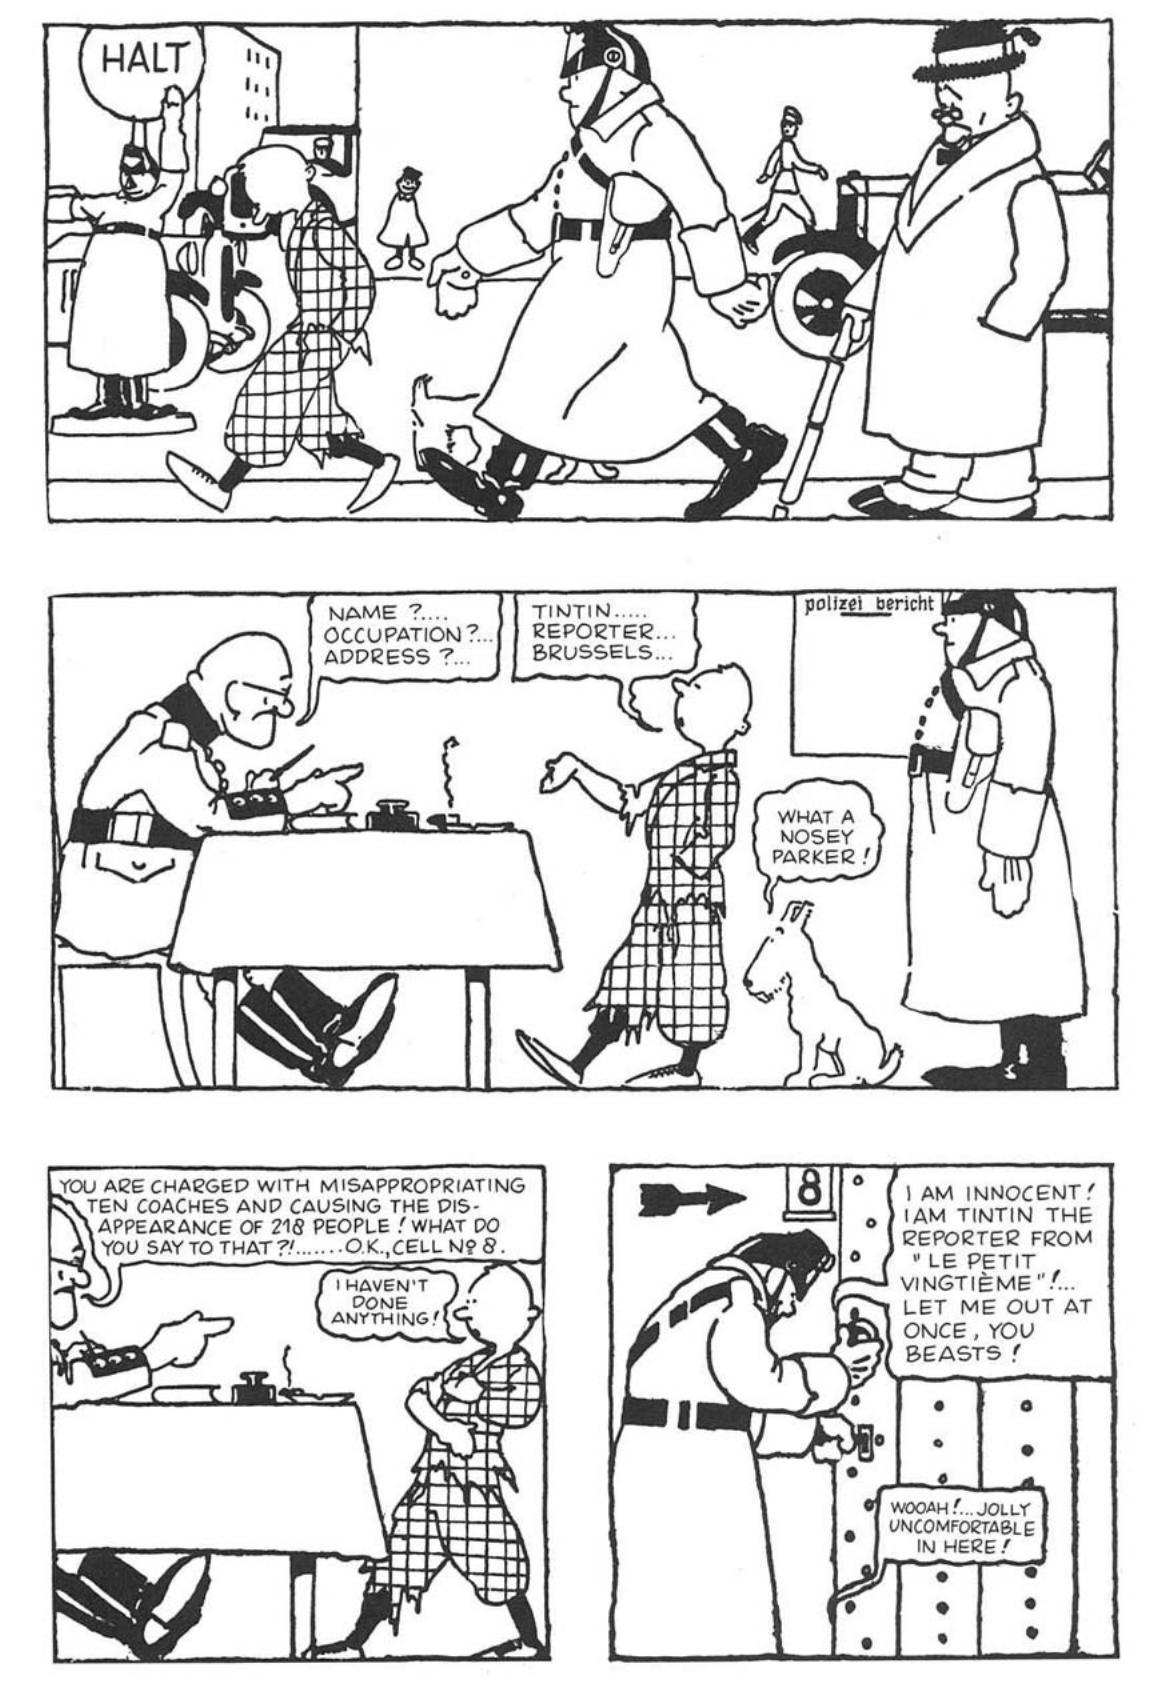 HALT
NAME ?....
OCCUPATION ?...
ADDRESS ?...
TINTIN.....
REPORTER...
BRUSSELS...
polizei bericht
WHAT A
NOSEY
PARKER !
YOU ARE CHARGED WITH MISAPPROPRIATING
TEN COACHES AND CAUSING THE DIS-
APPEARANCE OF 218 PEOPLE ! WHAT DO
YOU SAY TO THAT ?!.......O.K., CELL Nº 8.
I HAVEN'T
DONE
ANYTHING!
8
I AM INNOCENT!
I AM TINTIN THE
REPORTER FROM
"LE PETIT
VINGTIÈME"!...
LET ME OUT AT
ONCE, YOU
BEASTS !
WOOAH !...JOLLY
UNCOMFORTABLE
IN HERE !